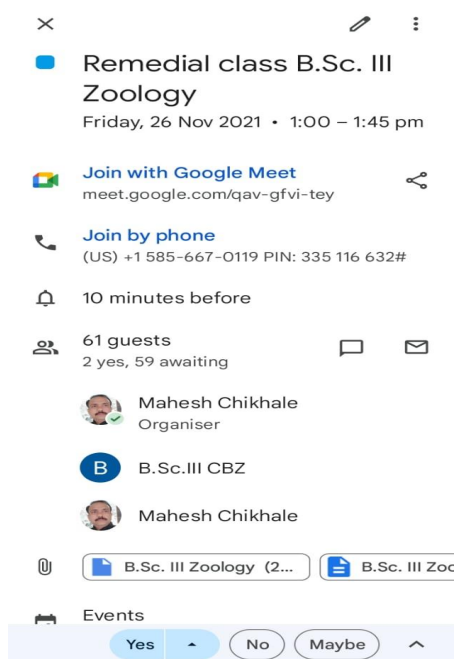 Remedial class B.Sc. III
Zoology
Friday, 26 Nov 2021 • 1:00 – 1:45 pm
Join with Google Meet
meet.google.com/qav-gfvi-tey
Join by phone
(US) +1 585-667-0119 PIN: 335 116 632#
10 minutes before
61 guests
2 yes, 59 awaiting
Mahesh Chikhale
Organiser
B B.Sc.III CBZ
Mahesh Chikhale
B.Sc. III Zoology (2... B.Sc. III Zoo
Events
Yes No Maybe